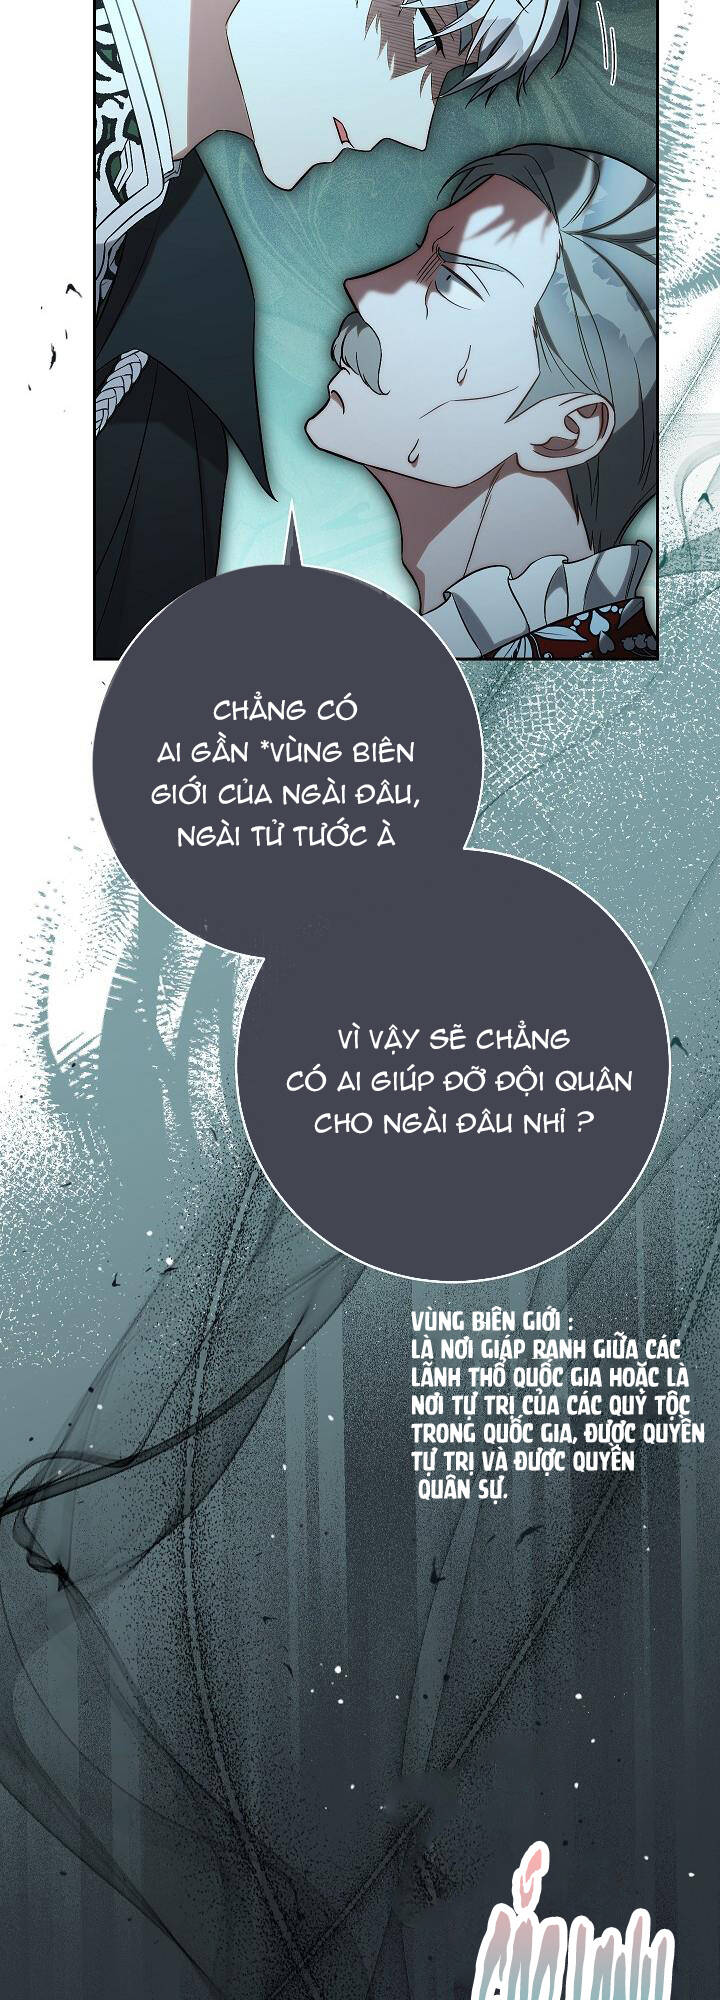 CHẲNG CÓ
AI GẦN *VÙNG BIÊN
GIỚI CỦA NGÀI ĐÂU,
NGÀI TỬ TƯỚC À
VÌ VẬY SẼ CHẲNG
CÓ AI GIÚP ĐỠ ĐỘI QUÂN
CHO NGÀI ĐÂU NHỈ ?
VÙNG BIÊN GIỚI :
LÀ NƠI GIÁP RANH GIỮA CÁC
LÃNH THỔ QUỐC GIA HOẶC LÀ
NƠI TỰ TRỊ CỦA CÁC QUÝ TỘC
TRONG QUỐC GIA, ĐƯỢC QUYỀN
TỰ TRỊ VÀ ĐƯỢC QUYỀN
QUÂN SỰ.